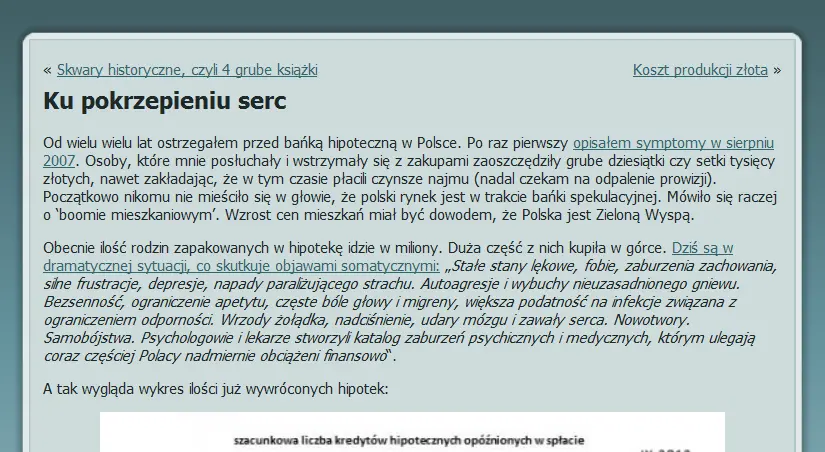 « Skwary historyczne, czyli 4 grube książki
Koszt produkcji złota »
Ku pokrzepieniu serc
Od wielu wielu lat ostrzegałem przed bańką hipoteczną w Polsce. Po raz pierwszy opisałem symptomy w sierpniu
2007. Osoby, które mnie posłuchały i wstrzymały się z zakupami zaoszczędziły grube dziesiątki czy setki tysięcy
złotych, nawet zakładając, że w tym czasie płacili czynsze najmu (nadal czekam na odpalenie prowizji).
Początkowo nikomu nie mieściło się w głowie, że polski rynek jest w trakcie bańki spekulacyjnej. Mówiło się raczej
o 'boomie mieszkaniowym'. Wzrost cen mieszkań miał być dowodem, że Polska jest Zieloną Wyspą.
Obecnie ilość rodzin zapakowanych w hipotekę idzie w miliony. Duża część z nich kupiła w górce. Dziś są w
dramatycznej sytuacji, co skutkuje objawami somatycznymi: „Stałe stany lękowe, fobie, zaburzenia zachowania,
silne frustracje, depresje, napady paraliżującego strachu. Autoagresje i wybuchy nieuzasadnionego gniewu.
Bezsenność, ograniczenie apetytu, częste bóle głowy i migreny, większa podatność na infekcje związana z
ograniczeniem odporności. Wrzody żołądka, nadciśnienie, udary mózgu i zawały serca. Nowotwory.
Samobójstwa. Psychologowie i lekarze stworzyli katalog zaburzeń psychicznych i medycznych, którym ulegają
coraz częściej Polacy nadmiernie obciążeni finansowo".
A tak wygląda wykres ilości już wywróconych hipotek:
szacunkowa liczba kredytów hipotecznych opóźnionych w spłacie